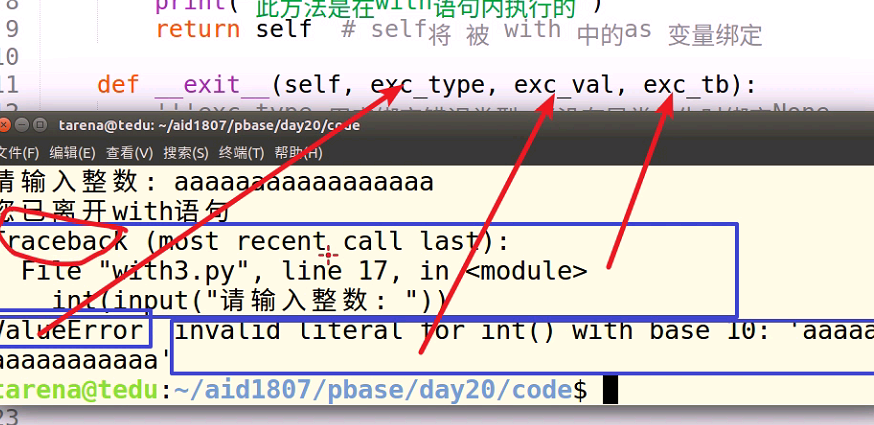 8 print("此方法是在with语句内执行的")
9 return self # self将 被 with 中的as 变量绑定
10
11 def __exit__(self, exc_type, exc_val, exc_tb):
tarena@tedu: ~/aid1807/pbase/day20/code
文件(F) 编辑(E) 查看(V) 搜索(S) 终端(T) 帮助(H)
请输入整数: aaaaaaaaaaaaaaaaa
您已离开with语句
Traceback (most recent call last):
File "with3.py", line 17, in <module>
int(input("请输入整数: "))
ValueError invalid literal for int() with base 10: 'aaaaa
aaaaaaaaaaa'
tarena@tedu:~/aid1807/pbase/day20/code$
23